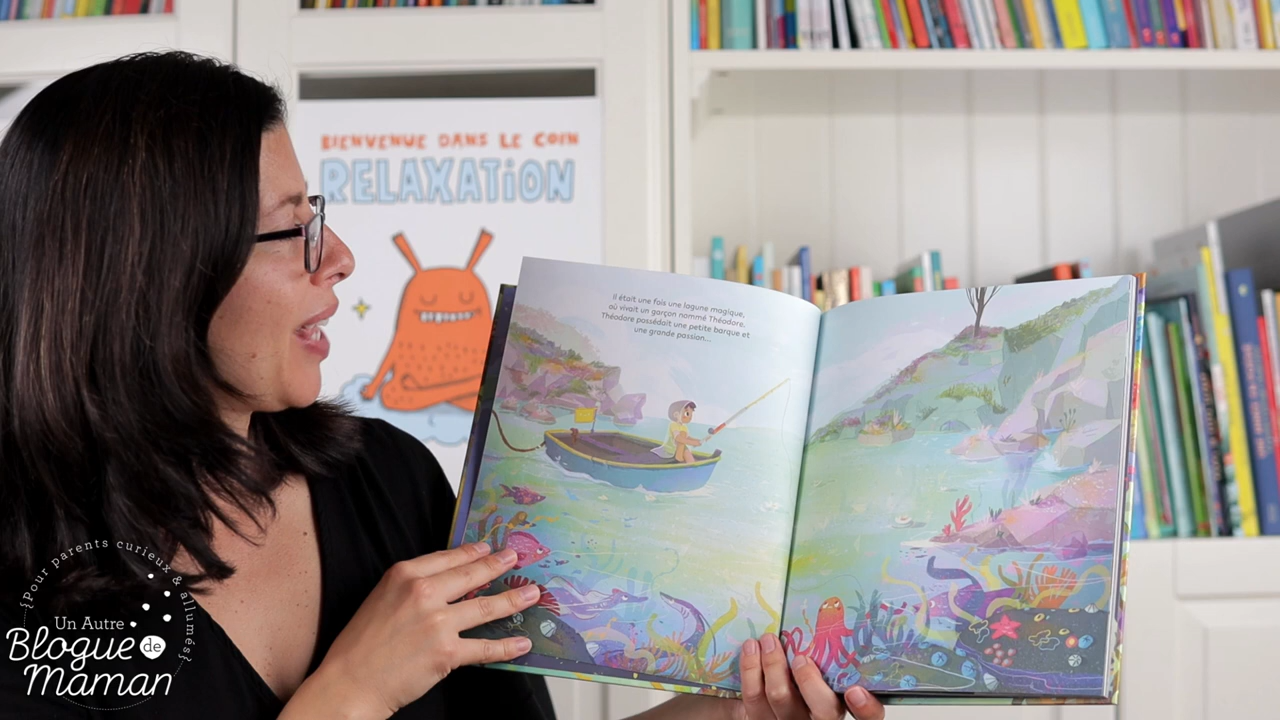 BIENVENUE DANS LE COIN
RELAXATION
Il était une fois une lagune magique,
où vivait un garçon nommé Théodore.
Théodore possédait une petite barque et
une grande passion...
{Pour parents curieux & allumés}
Un Autre
Blogue de
Maman